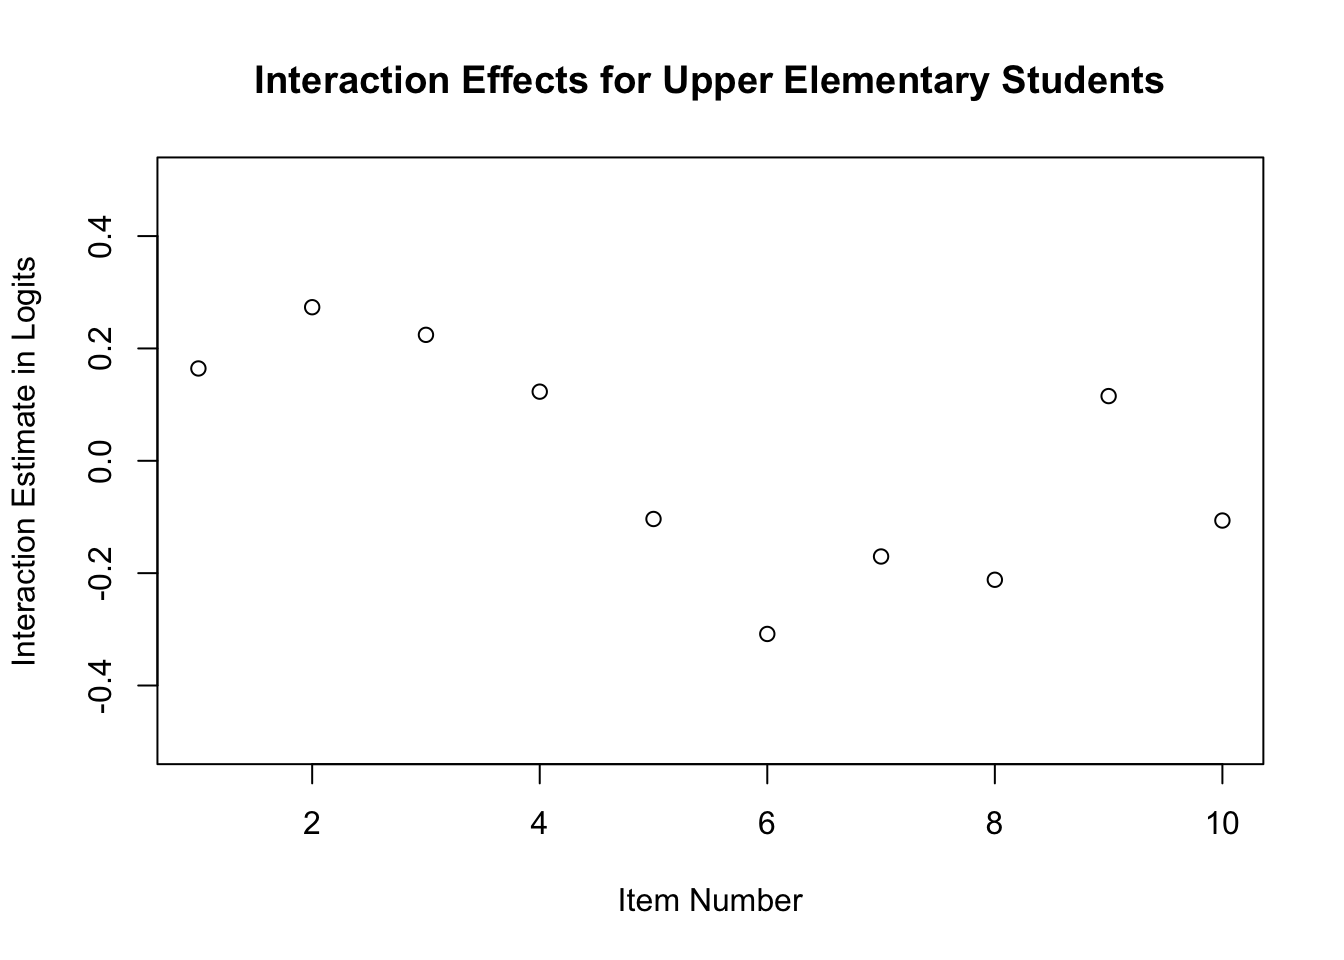 Interaction Effects for Upper Elementary Students
Interaction Estimate in Logits
0.4
0.2
0.0
-0.2
-0.4
2 4 6 8 10
Item Number